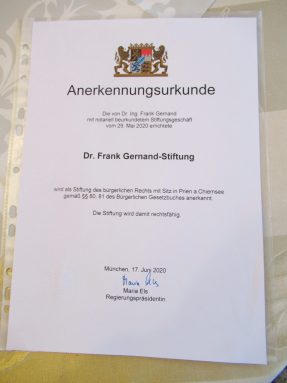 Anerkennungsurkunde
Die von Dr. Ing. Frank Gernand
mit notariell beurkundetem Stiftungsgeschäft
vom 29. Mai 2020 errichtete
Dr. Frank Gernand-Stiftung
wird als Stiftung des bürgerlichen Rechts mit Sitz in Prien a Chiemsee
gemäß §§ 80, 81 des Bürgerlichen Gesetzbuches anerkannt.
Die Stiftung wird damit rechtsfähig.
München, 17. Juni 2020
Maria Els
Maria Els
Regierungspräsidentin